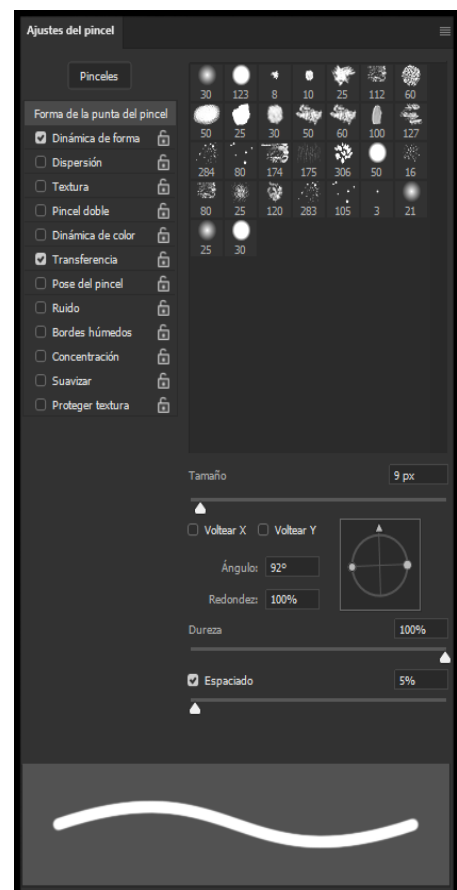 Ajustes del pincel
Pinceles
Forma de la punta del pincel
Dinámica de forma
Dispersión
Textura
Pincel doble
Dinámica de color
Transferencia
Pose del pincel
Ruido
Bordes húmedos
Concentración
Suavizar
Proteger textura
30 123 8 10 25 112 60
50 25 30 50 60 100 127
284 80 174 175 306 50 16
80 25 120 283 105 3 21
25 30
Tamaño 9 px
Voltear X Voltear Y
Ángulo: 92º
Redondez: 100%
Dureza 100%
Espaciado 5%